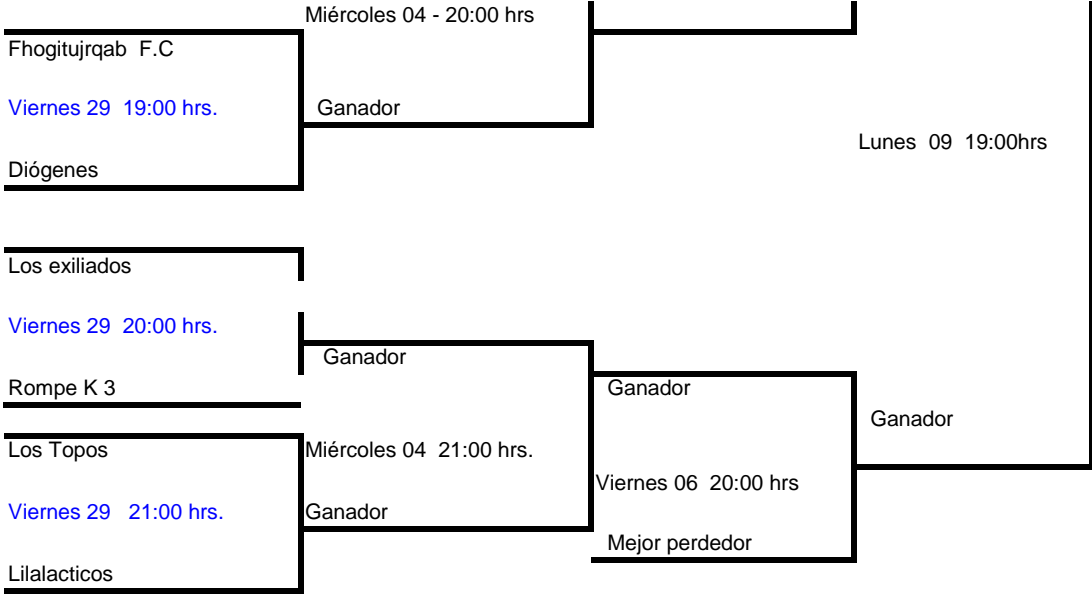 Miércoles 04 - 20:00 hrs
Fhogitujrqab F.C
Viernes 29 19:00 hrs.
Ganador
Lunes 09 19:00hrs
Diógenes
Los exiliados
Viernes 29 20:00 hrs.
Ganador
Rompe K 3
Ganador
Ganador
Los Topos
Miércoles 04 21:00 hrs.
Viernes 06 20:00 hrs
Viernes 29 21:00 hrs.
Ganador
Mejor perdedor
Lilalacticos